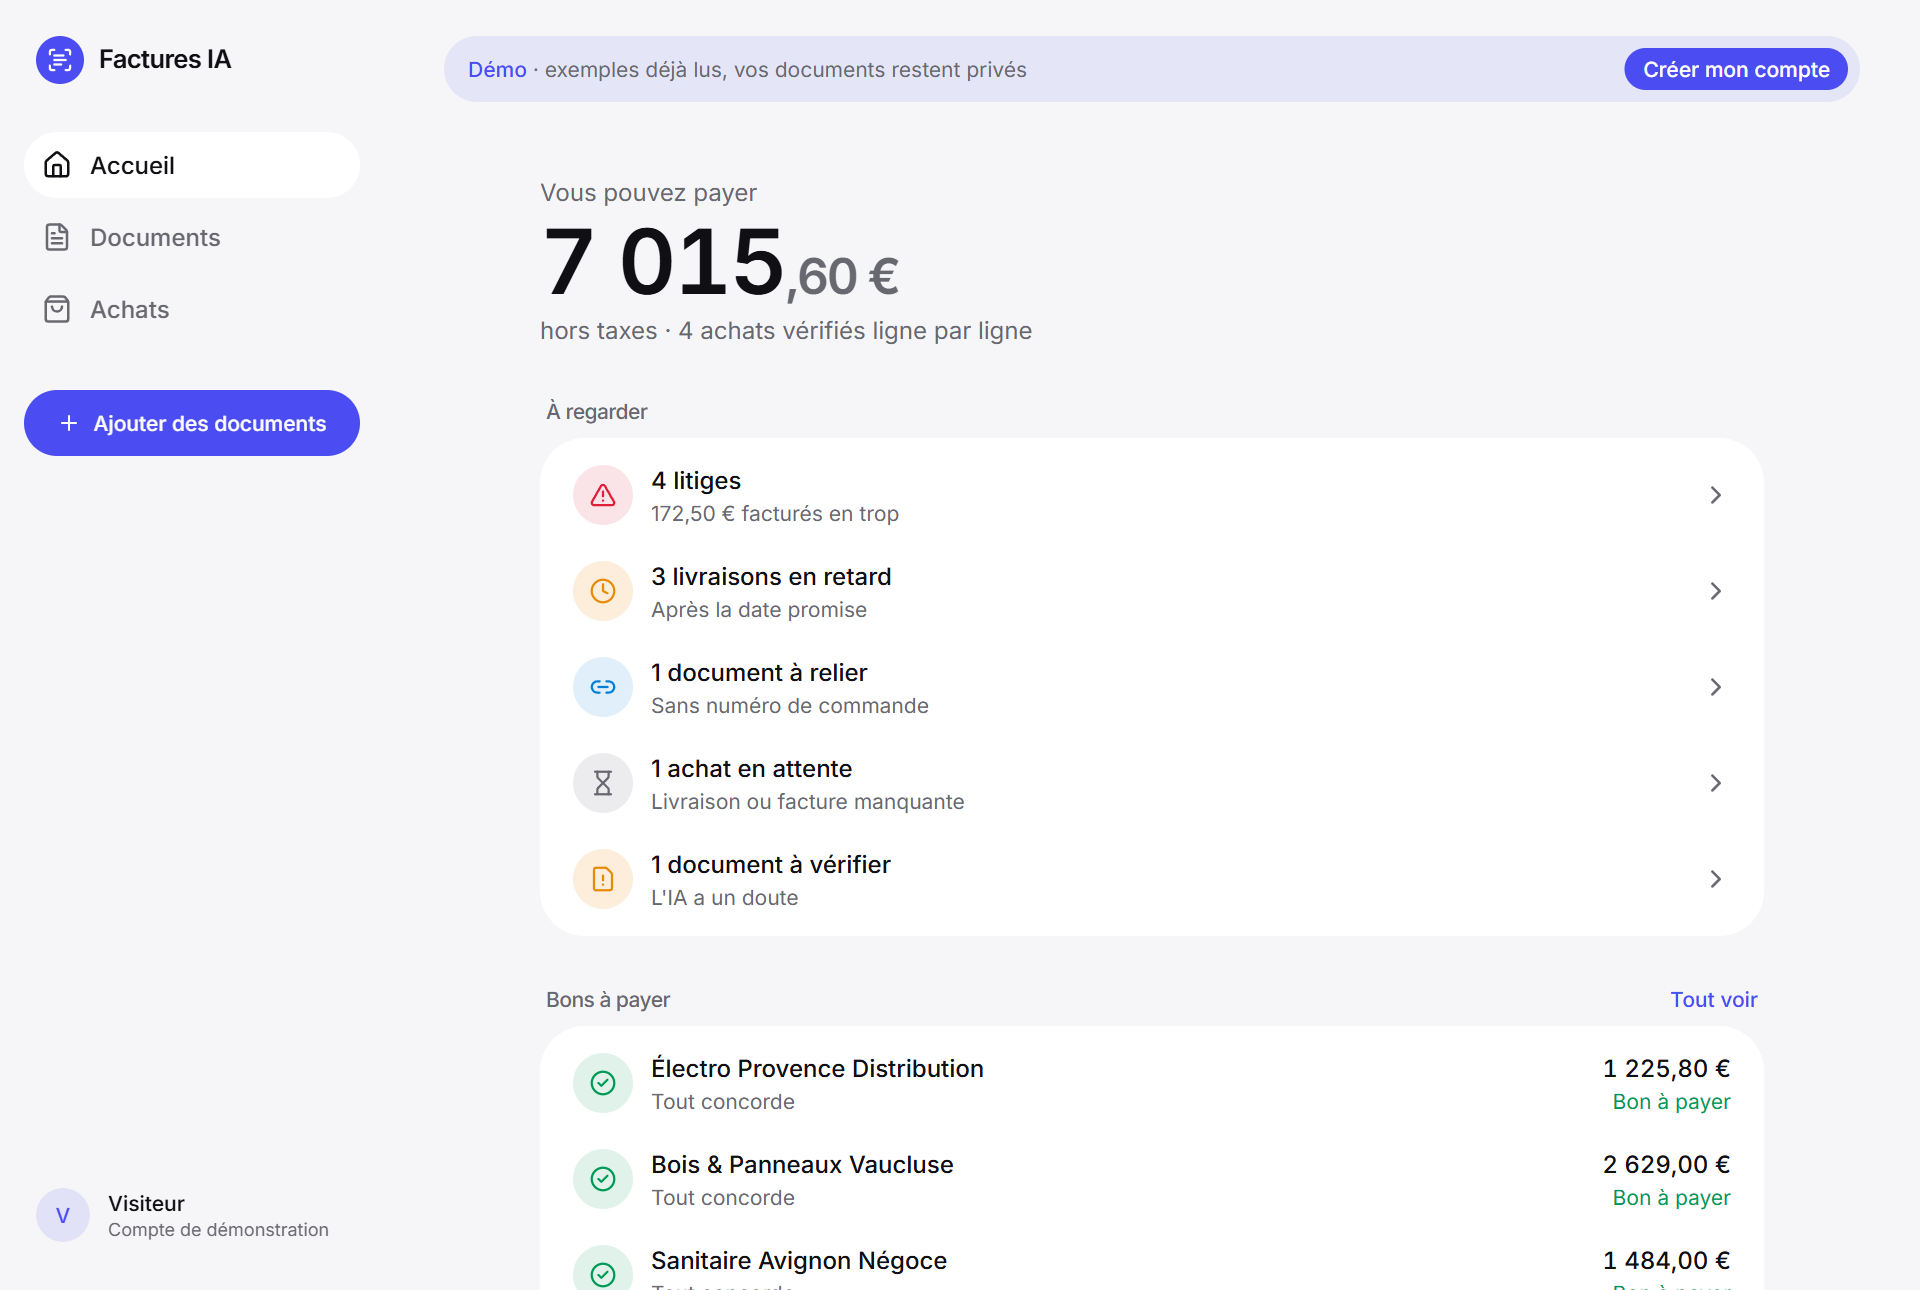 Factures IA
Accueil
Documents
Achats
Ajouter des documents
Visiteur
V
Compte de démonstration
Démo · exemples déjà lus, vos documents restent privés
Créer mon compte
Vous pouvez payer
7 015,60 €
hors taxes · 4 achats vérifiés ligne par ligne
À regarder
4 litiges
172,50 € facturés en trop
3 livraisons en retard
Après la date promise
1 document à relier
Sans numéro de commande
1 achat en attente
Livraison ou facture manquante
1 document à vérifier
L'IA a un doute
Bons à payer
Tout voir
Électro Provence Distribution
1 225,80 €
Tout concorde
Bon à payer
Bois & Panneaux Vaucluse
2 629,00 €
Tout concorde
Bon à payer
Sanitaire Avignon Négoce
1 484,00 €